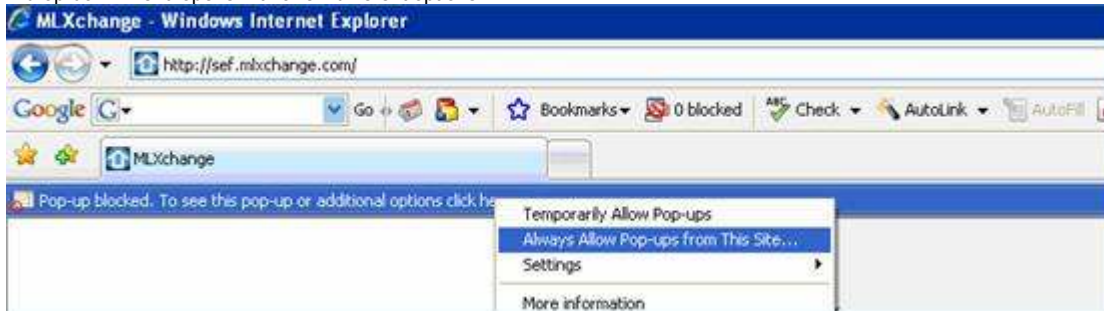 MLXchange - Windows Internet Explorer
http://sef.mlxchange.com/
Google G Go Bookmarks 0 blocked ABC Check AutoLink AutoFill
MLXchange
Pop-up blocked. To see this pop-up or additional options click he
Temporarily Allow Pop-ups
Always Allow Pop-ups from This Site...
Settings
More information